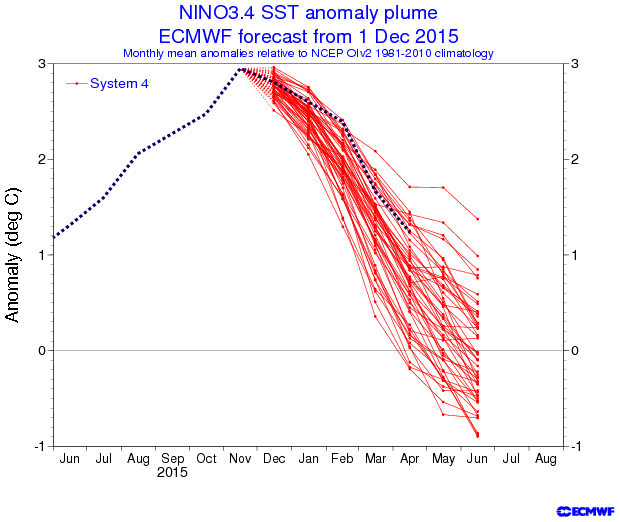 NINO3.4 SST anomaly plume
ECMWF forecast from 1 Dec 2015
Monthly mean anomalies relative to NCEP OIv2 1981-2010 climatology
System 4
Anomaly (deg C)
3 3
2 2
1 1
0 0
-1 -1
Jun Jul Aug Sep Oct Nov Dec Jan Feb Mar Apr May Jun Jul Aug
2015
ECMWF